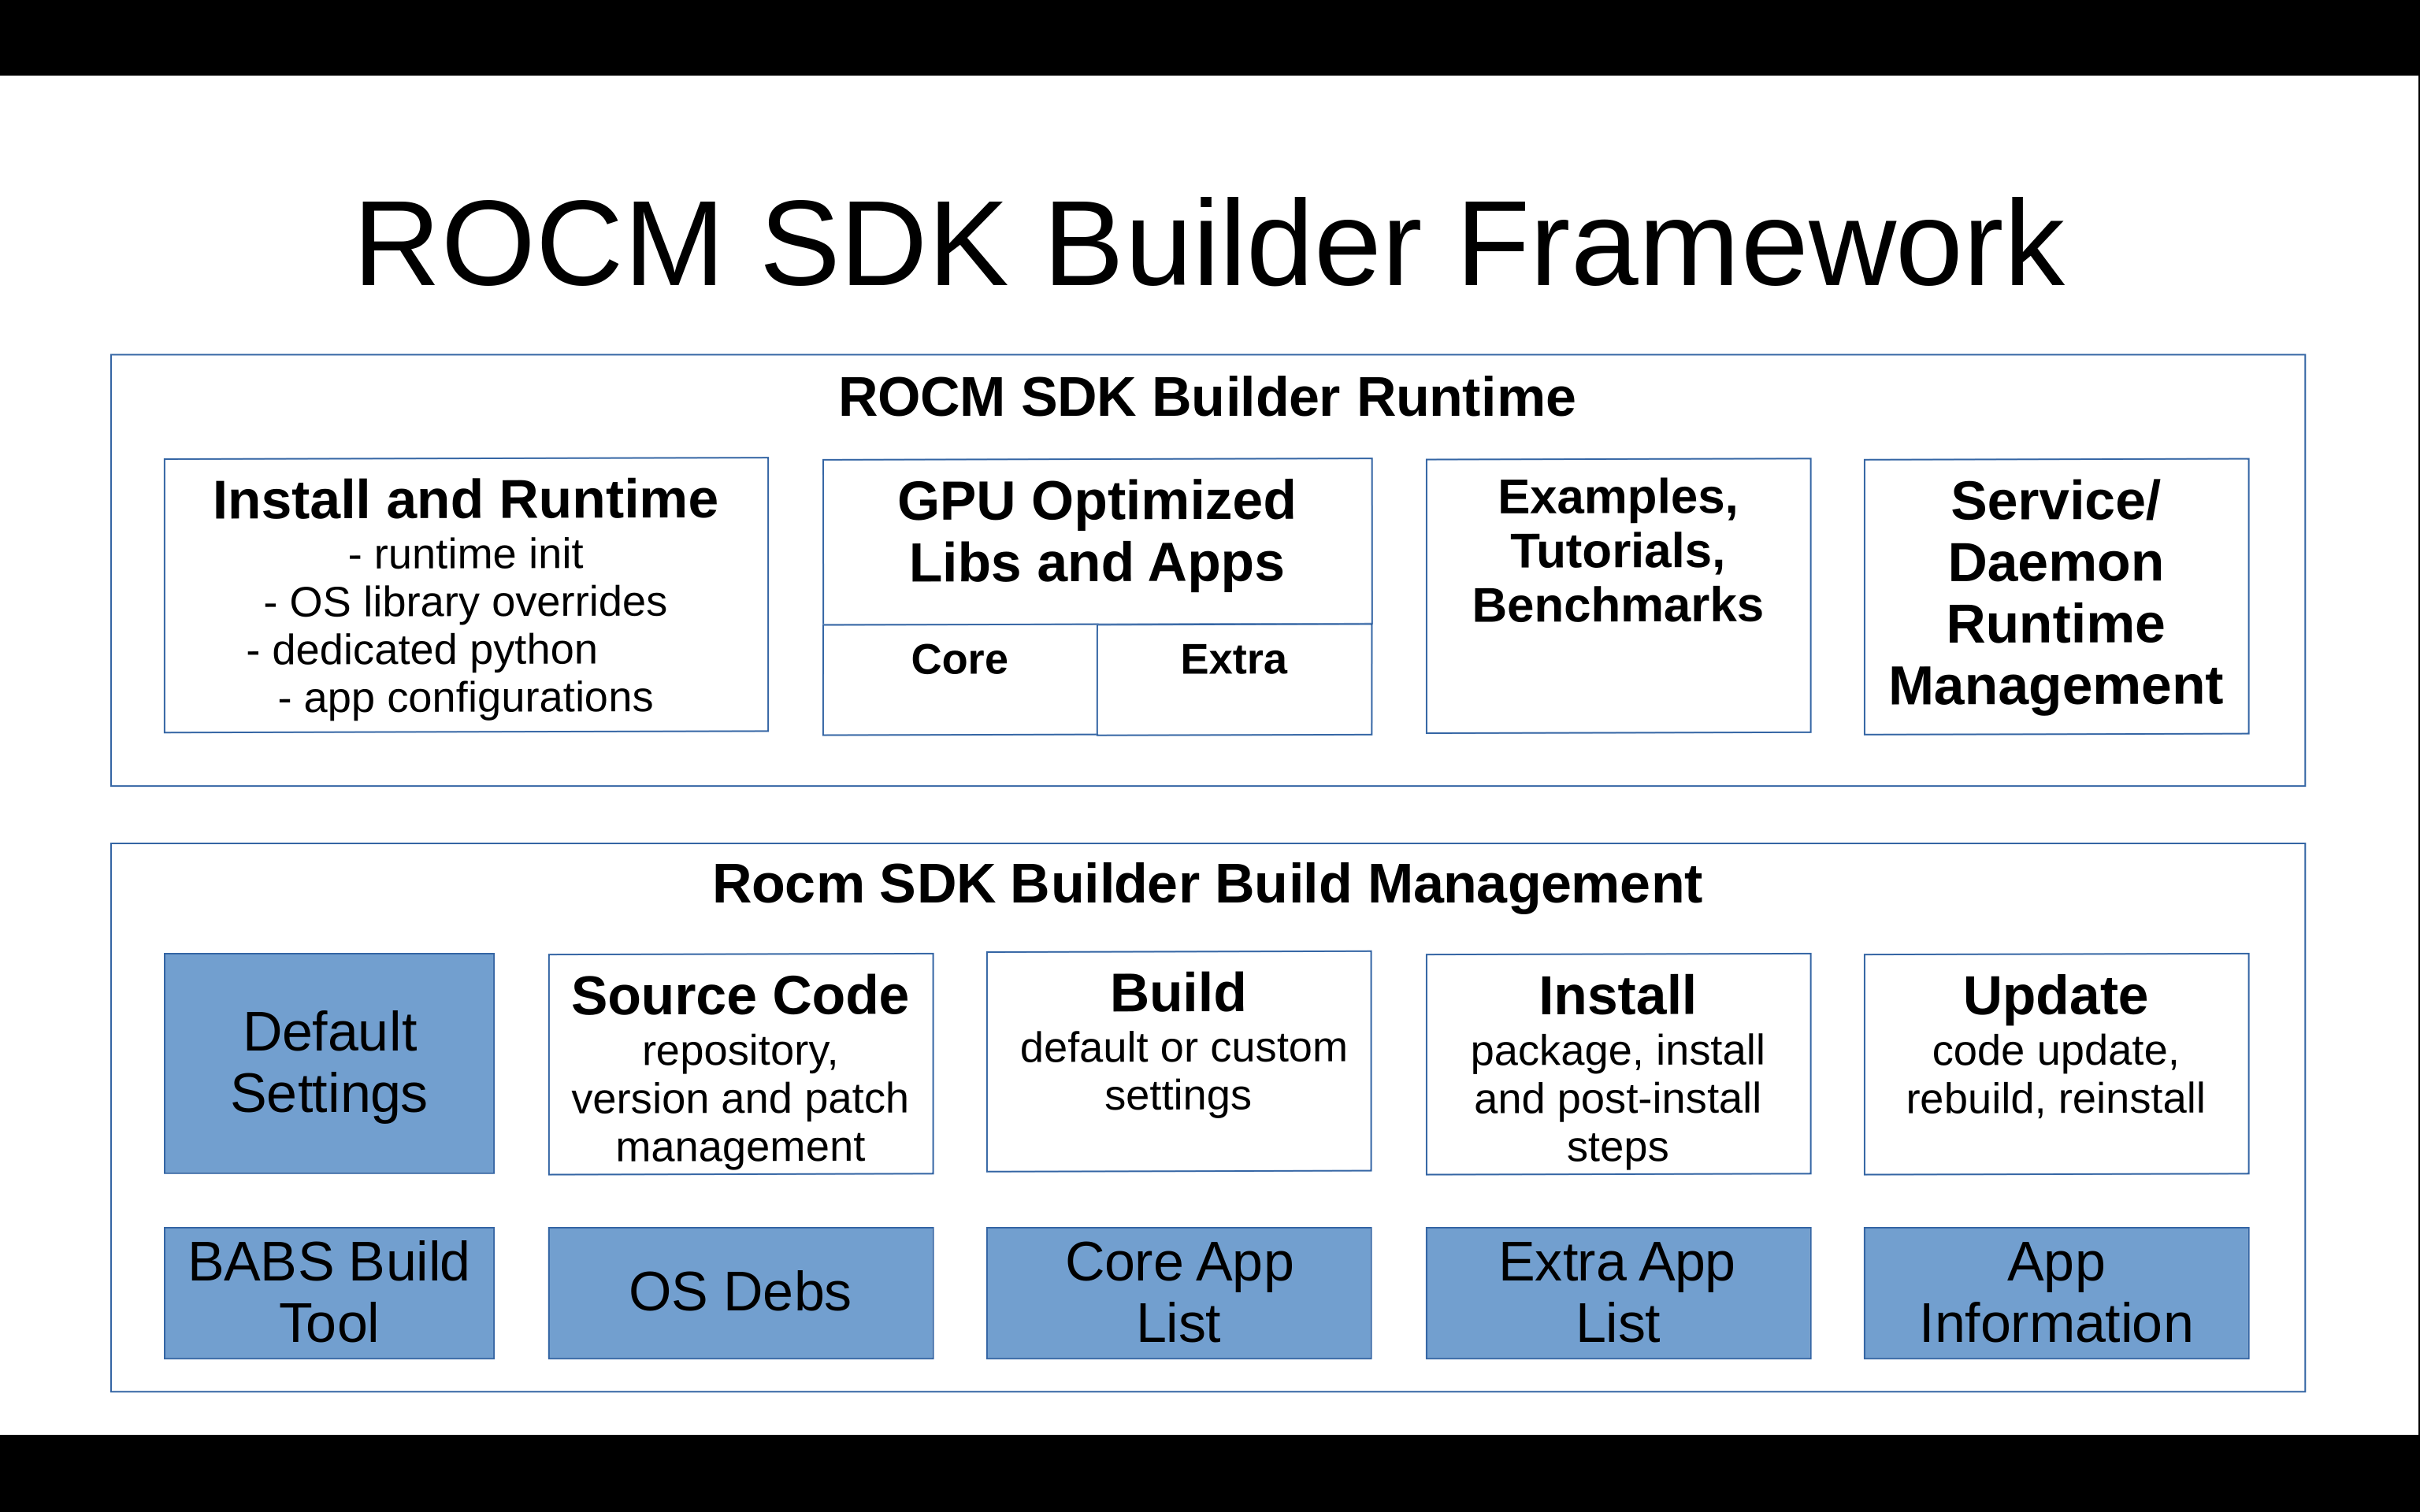 ROCM SDK Builder Framework
ROCM SDK Builder Runtime
Install and Runtime
- runtime init
- OS library overrides
- dedicated python
- app configurations
GPU Optimized
Libs and Apps
Core
Extra
Examples,
Tutorials,
Benchmarks
Service/
Daemon
Runtime
Management
Rocm SDK Builder Build Management
Default
Settings
Source Code
repository,
version and patch
management
Build
default or custom
settings
Install
package, install
and post-install
steps
Update
code update,
rebuild, reinstall
BABS Build
Tool
OS Debs
Core App
List
Extra App
List
App
Information